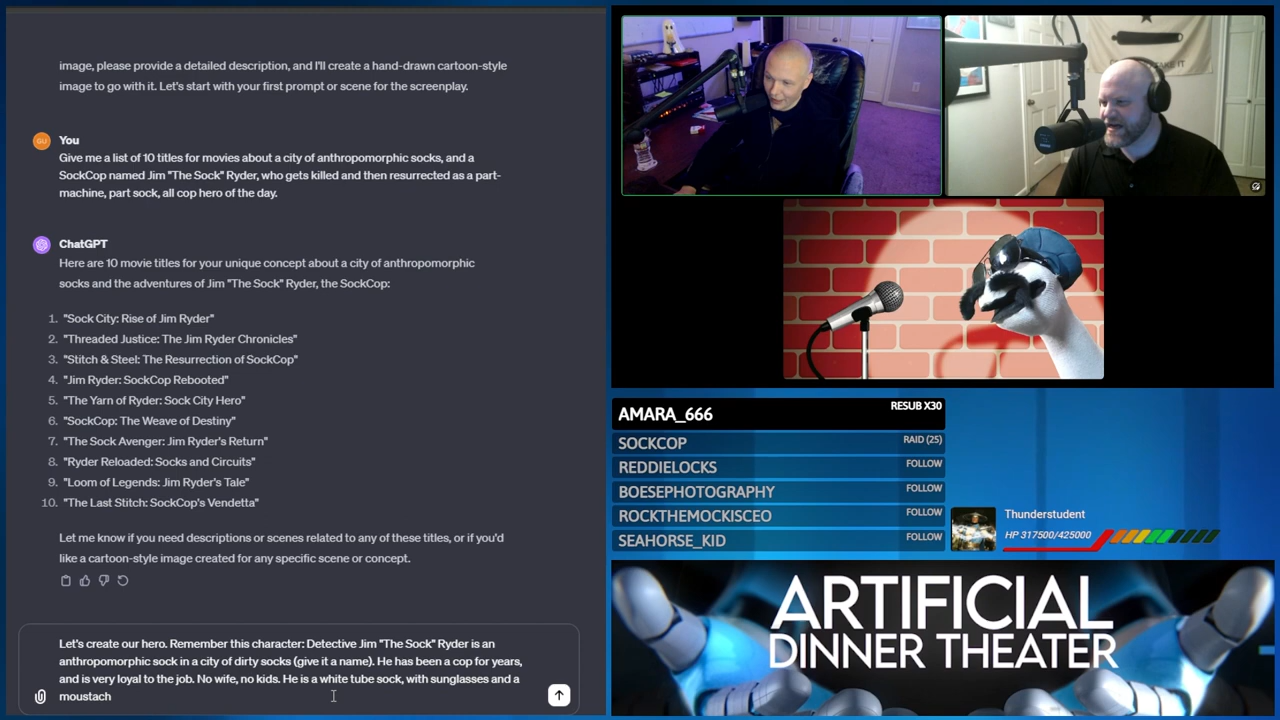 image, please provide a detailed description, and I'll create a hand-drawn cartoon-style
image to go with it. Let's start with your first prompt or scene for the screenplay.
GU
You
Give me a list of 10 titles for movies about a city of anthropomorphic socks, and a
SockCop named Jim "The Sock" Ryder, who gets killed and then resurrected as a part-
machine, part sock, all cop hero of the day.
ChatGPT
Here are 10 movie titles for your unique concept about a city of anthropomorphic
socks and the adventures of Jim "The Sock" Ryder, the SockCop:
1. "Sock City: Rise of Jim Ryder"
2. "Threaded Justice: The Jim Ryder Chronicles"
3. "Stitch & Steel: The Resurrection of SockCop"
4. "Jim Ryder: SockCop Rebooted"
5. "The Yarn of Ryder: Sock City Hero"
6. "SockCop: The Weave of Destiny"
7. "The Sock Avenger: Jim Ryder's Return"
8. "Ryder Reloaded: Socks and Circuits"
9. "Loom of Legends: Jim Ryder's Tale"
10. "The Last Stitch: SockCop's Vendetta"
Let me know if you need descriptions or scenes related to any of these titles, or if you'd
like a cartoon-style image created for any specific scene or concept.
Let's create our hero. Remember this character: Detective Jim "The Sock" Ryder is an
anthropomorphic sock in a city of dirty socks (give it a name). He has been a cop for years,
and is very loyal to the job. No wife, no kids. He is a white tube sock, with sunglasses and a
moustach
AMARA_666 RESUB X30
SOCKCOP RAID (25)
REDDIELOCKS FOLLOW
BOESEPHOTOGRAPHY FOLLOW
ROCKTHEMOCKISCEO FOLLOW
SEAHORSE_KID FOLLOW
Thunderstudent
HP 317500/425000
ARTIFICIAL
DINNER THEATER